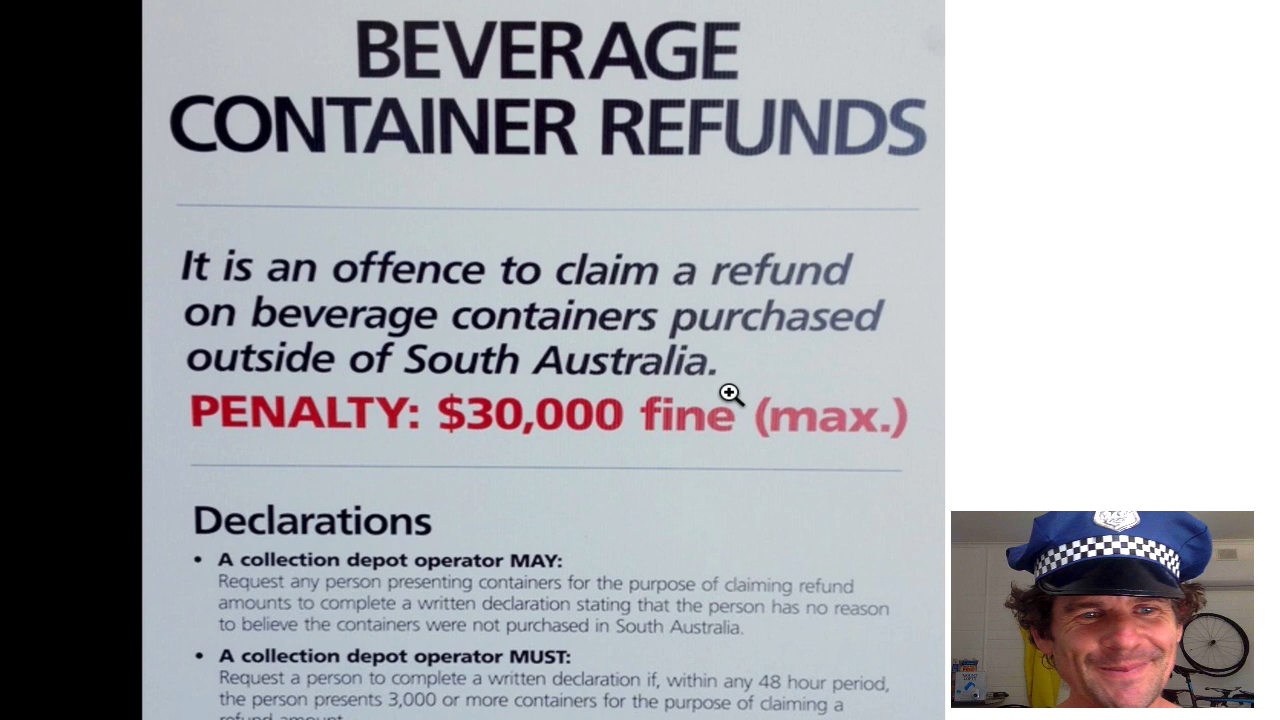 BEVERAGE
CONTAINER REFUNDS
It is an offence to claim a refund
on beverage containers purchased
outside of South Australia.
PENALTY: $30,000 fine (max.)
Declarations
• A collection depot operator MAY:
Request any person presenting containers for the purpose of claiming refund
amounts to complete a written declaration stating that the person has no reason
to believe the containers were not purchased in South Australia.
• A collection depot operator MUST:
Request a person to complete a written declaration if, within any 48 hour period,
the person presents 3,000 or more containers for the purpose of claiming a
refund amount.